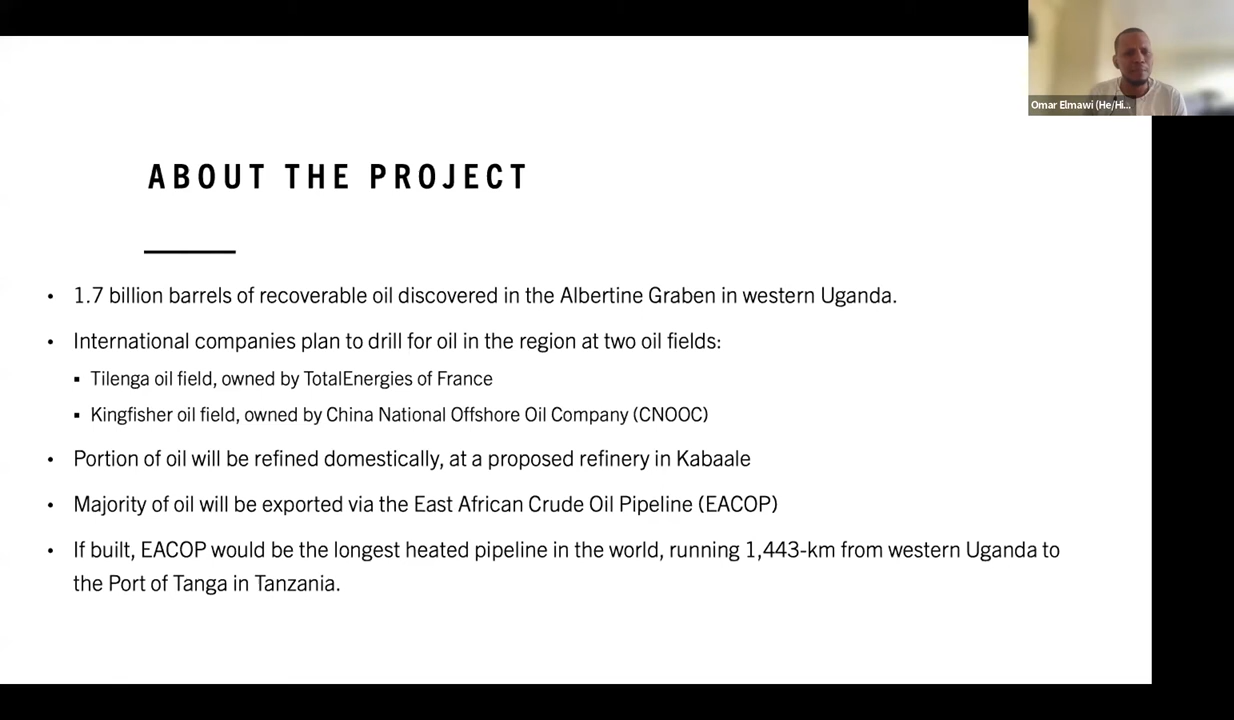 Omar Elmawi (He/Hi...
ABOUT THE PROJECT
• 1.7 billion barrels of recoverable oil discovered in the Albertine Graben in western Uganda.
• International companies plan to drill for oil in the region at two oil fields:
▪ Tilenga oil field, owned by TotalEnergies of France
▪ Kingfisher oil field, owned by China National Offshore Oil Company (CNOOC)
• Portion of oil will be refined domestically, at a proposed refinery in Kabaale
• Majority of oil will be exported via the East African Crude Oil Pipeline (EACOP)
• If built, EACOP would be the longest heated pipeline in the world, running 1,443-km from western Uganda to
the Port of Tanga in Tanzania.